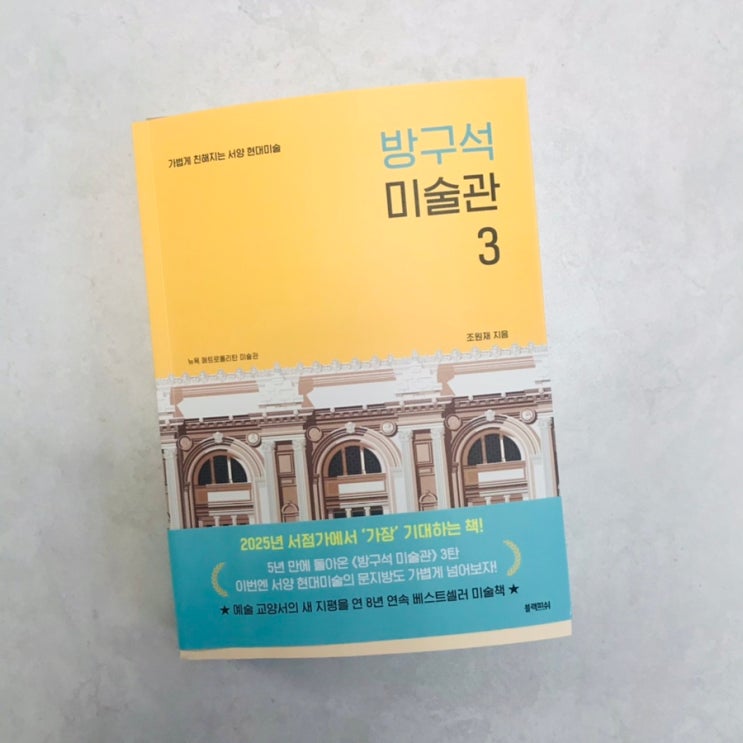 가볍게 친해지는 서양 현대미술
방구석
미술관
3
조원재 지음
뉴욕 메트로폴리탄 미술관
2025년 서점가에서 '가장' 기대하는 책!
5년 만에 돌아온 《방구석 미술관》 3탄
이번엔 서양 현대미술의 문지방도 가볍게 넘어보자!
★ 예술 교양서의 새 지평을 연 8년 연속 베스트셀러 미술책 ★
블랙피쉬